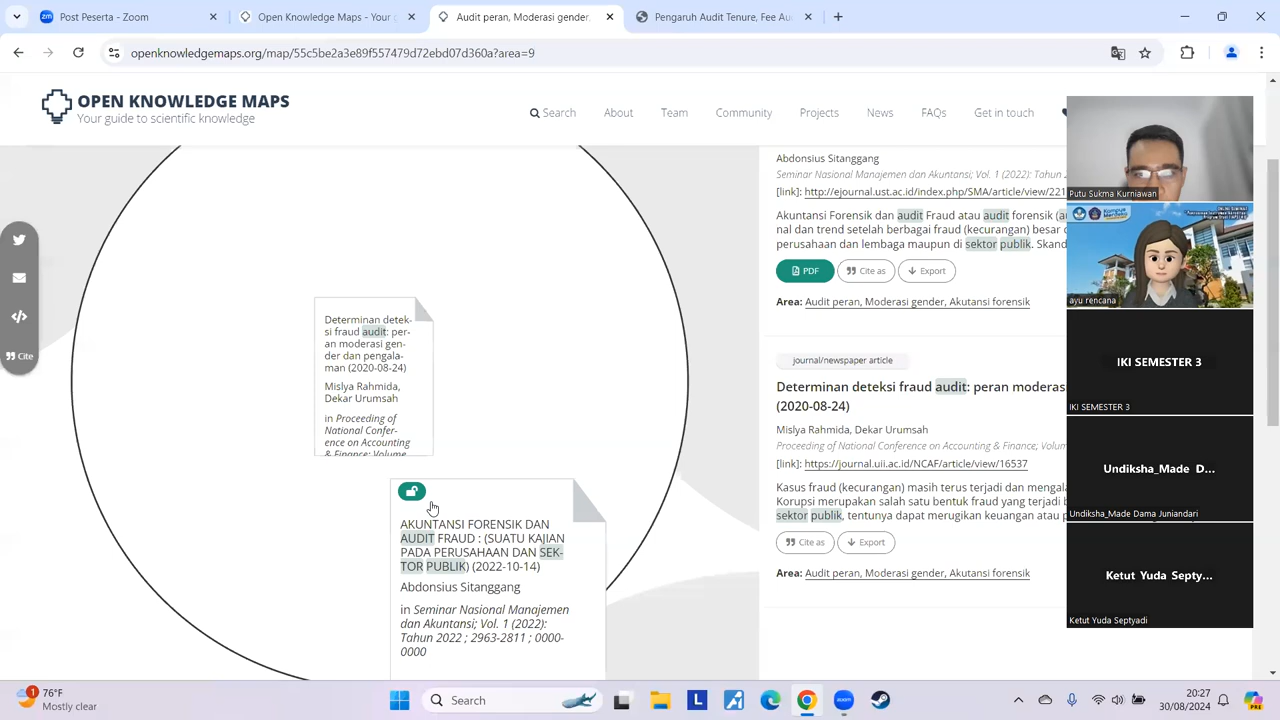 Post Peserta - Zoom
Open Knowledge Maps - Your g
Audit peran, Moderasi gender,
Pengaruh Audit Tenure, Fee Au
openknowledgemaps.org/map/55c5be2a3e89f557479d72ebd07d360a?area=9
OPEN KNOWLEDGE MAPS
Your guide to scientific knowledge
Search
About
Team
Community
Projects
News
FAQs
Get in touch
Cite
Determinan detek-
si fraud audit: per-
an moderasi gen-
der dan pengala-
man (2020-08-24)
Mislya Rahmida,
Dekar Urumsah
in Proceeding of
National Confer-
ence on Accounting
& Finance; Volume
AKUNTANSI FORENSIK DAN
AUDIT FRAUD : (SUATU KAJIAN
PADA PERUSAHAAN DAN SEK-
TOR PUBLIK) (2022-10-14)
Abdonsius Sitanggang
in Seminar Nasional Manajemen
dan Akuntansi; Vol. 1 (2022):
Tahun 2022 ; 2963-2811 ; 0000-
0000
Abdonsius Sitanggang
Seminar Nasional Manajemen dan Akuntansi; Vol. 1 (2022): Tahun 2
[link]: http://ejournal.ust.ac.id/index.php/SMA/article/view/221
Akuntansi Forensik dan audit Fraud atau audit forensik (a
nal dan trend setelah berbagai fraud (kecurangan) besar d
perusahaan dan lembaga maupun di sektor publik. Skand
PDF
Cite as
Export
Area: Audit peran, Moderasi gender, Akutansi forensik
journal/newspaper article
Determinan deteksi fraud audit: peran moderas
(2020-08-24)
Mislya Rahmida, Dekar Urumsah
Proceeding of National Conference on Accounting & Finance; Volum
[link]: https://journal.uii.ac.id/NCAF/article/view/16537
Kasus fraud (kecurangan) masih terus terjadi dan mengala
Korupsi merupakan salah satu bentuk fraud yang terjadi b
sektor publik, tentunya dapat merugikan keuangan atau p
Cite as
Export
Area: Audit peran, Moderasi gender, Akutansi forensik
Putu Sukma Kurniawan
ayu rencana
IKI SEMESTER 3
IKI SEMESTER 3
Undiksha_Made D...
Undiksha_Made Dama Juniandari
Ketut Yuda Septy...
Ketut Yuda Septyadi
1
76°F
Mostly clear
Search
L
zoom
20:27
30/08/2024
PRE